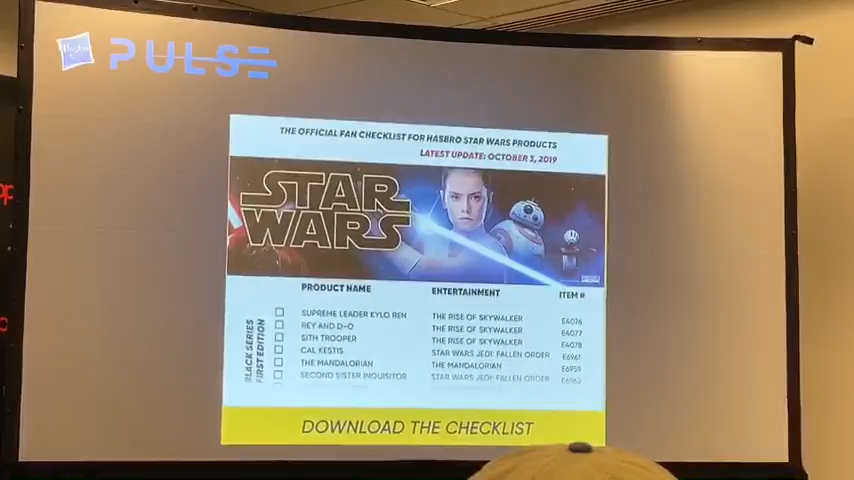 Hasbro
PULSE
THE OFFICIAL FAN CHECKLIST FOR HASBRO STAR WARS PRODUCTS
LATEST UPDATE: OCTOBER 3, 2019
STAR
WARS
PRODUCT NAME ENTERTAINMENT ITEM #
BLACK SERIES
FIRST EDITION
SUPREME LEADER KYLO REN THE RISE OF SKYWALKER E4076
REY AND D-O THE RISE OF SKYWALKER E4077
SITH TROOPER THE RISE OF SKYWALKER E4078
CAL KESTIS STAR WARS JEDI: FALLEN ORDER E6961
THE MANDALORIAN THE MANDALORIAN E6959
SECOND SISTER INQUISITOR STAR WARS JEDI: FALLEN ORDER E6963
DOWNLOAD THE CHECKLIST